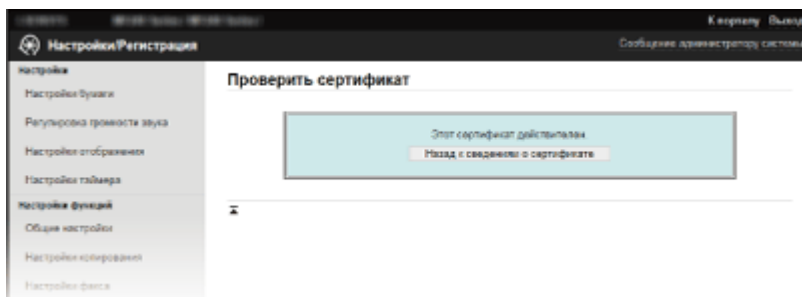 К порталу Выход
Настройки/Регистрация
Сообщение администратору системы
Настройки
Настройки бумаги
Регулировка громкости звука
Настройки отображения
Настройки таймера
Настройки функций
Общие настройки
Настройки копирования
Настройки факса
Проверить сертификат
Этот сертификат действителен.
Назад к сведениям о сертификате